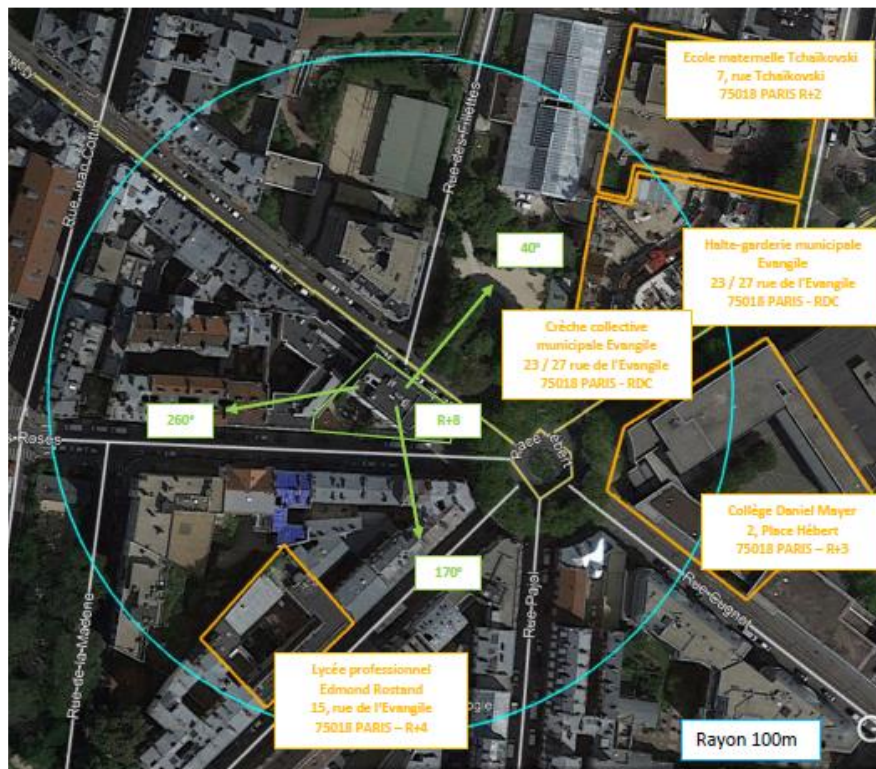 Ecole maternelle Tchaïkovski
7, rue Tchaïkovski
75018 PARIS R+2
Rue Jean Cottin
Rue-des-Fillettes
Halte-garderie municipale
Evangile
23 / 27 rue de l'Evangile
75018 PARIS - RDC
40°
Crèche collective
municipale Evangile
23 / 27 rue de l'Evangile
75018 PARIS - RDC
260°
R+8
s Roses
Place Hébert
Collège Daniel Mayer
2, Place Hébert
75018 PARIS – R+3
170°
Rue-de-la-Madone
Rue-Pajol
Rue-Cugnot
Lycée professionnel
Edmond Rostand
15, rue de l'Evangile
75018 PARIS – R+4
Rayon 100m